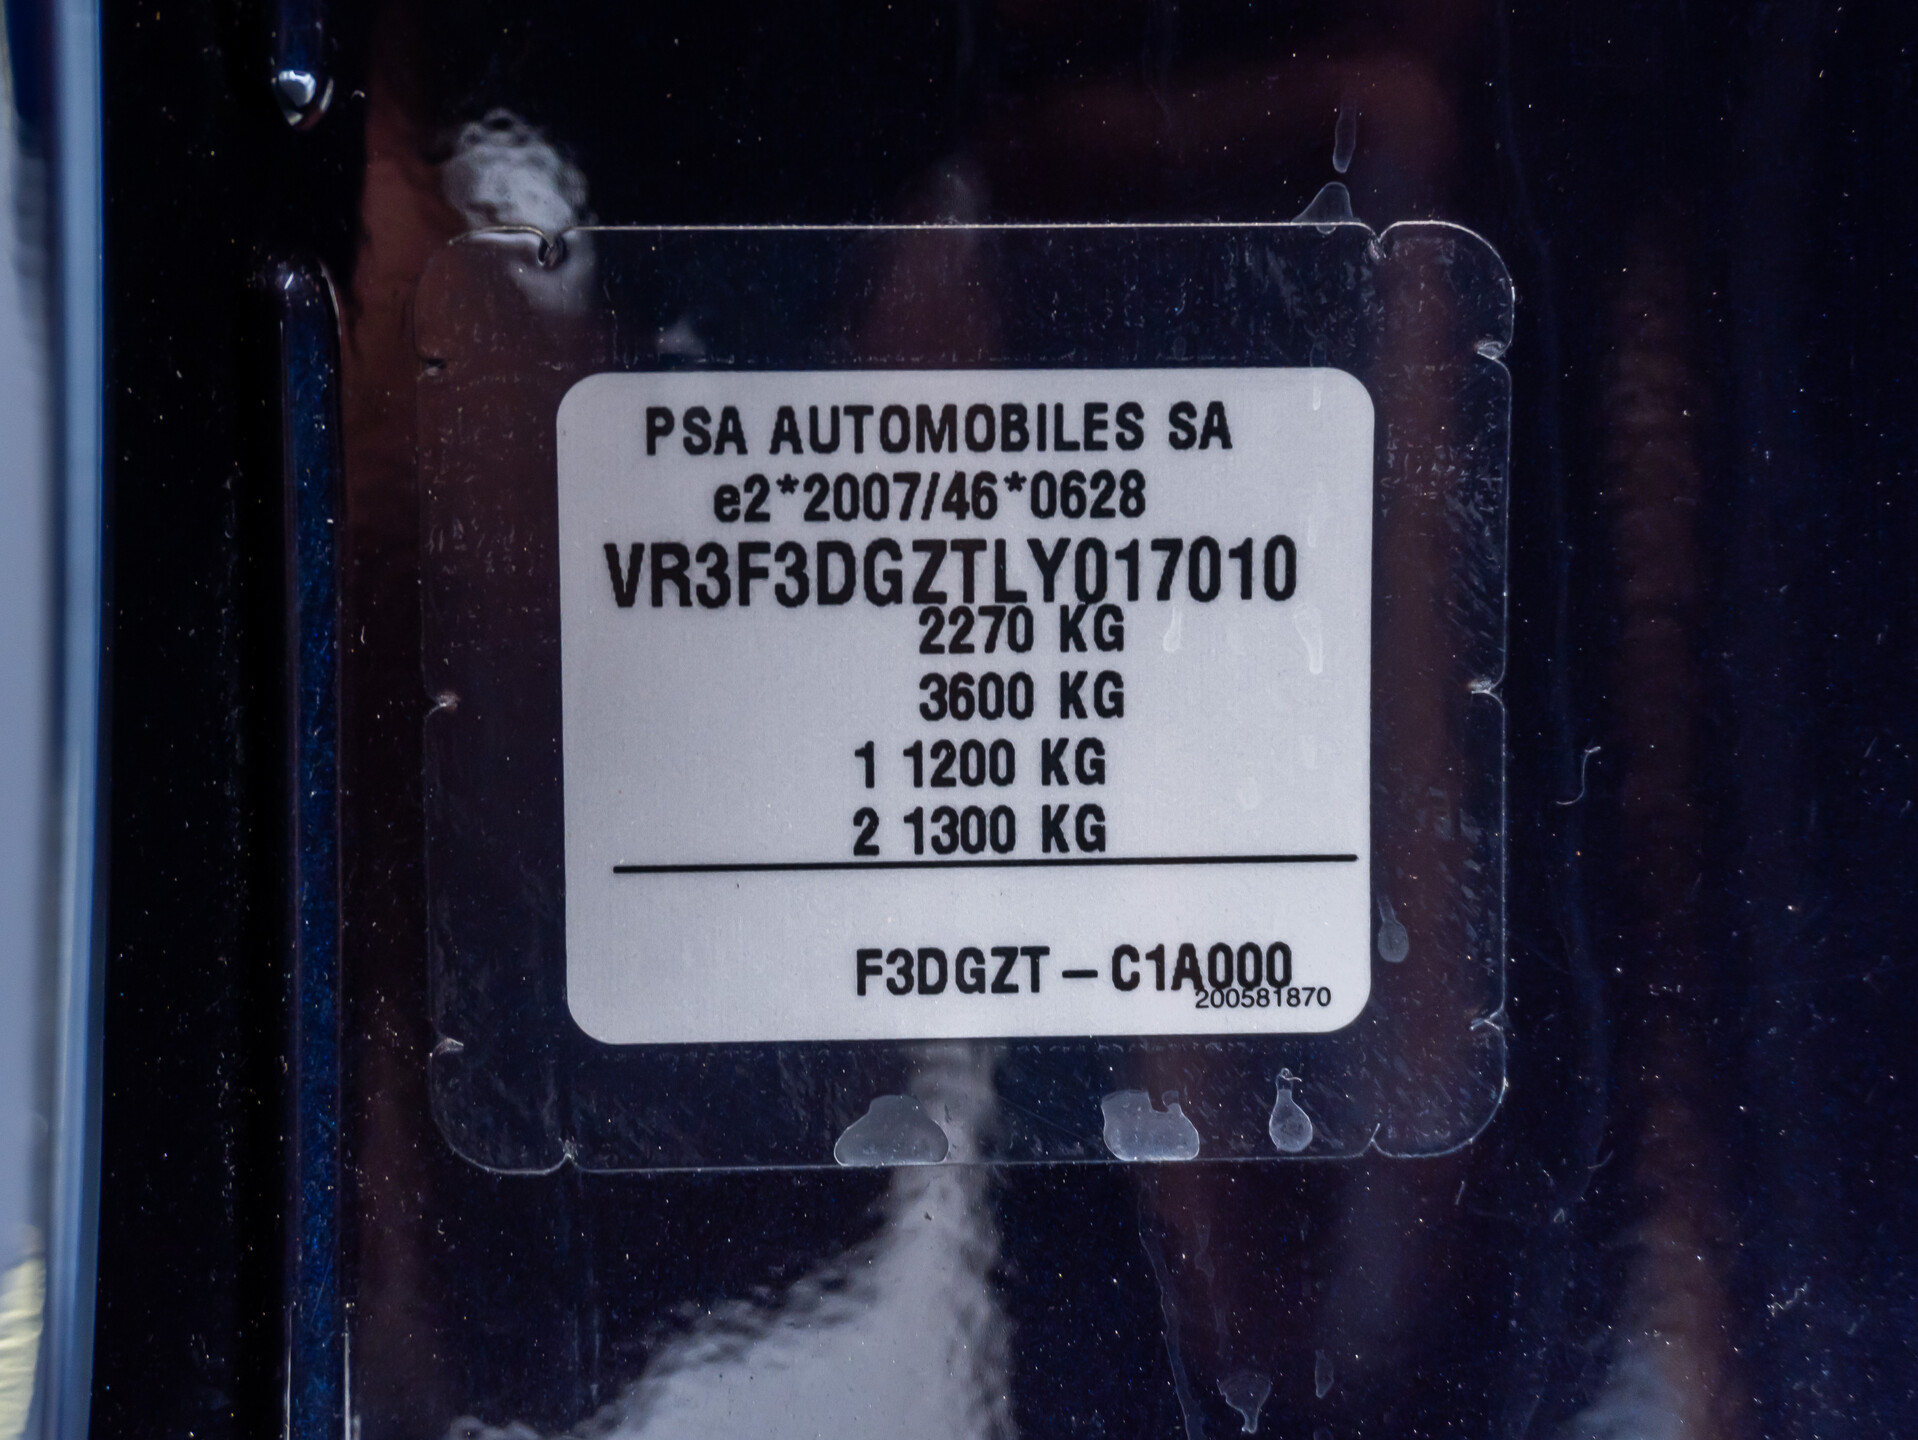 PSA AUTOMOBILES SA
e2*2007/46*0628
VR3F3DGZTLY017010
2270 KG
3600 KG
1 1200 KG
2 1300 KG
F3DGZT – C1A000
200581870